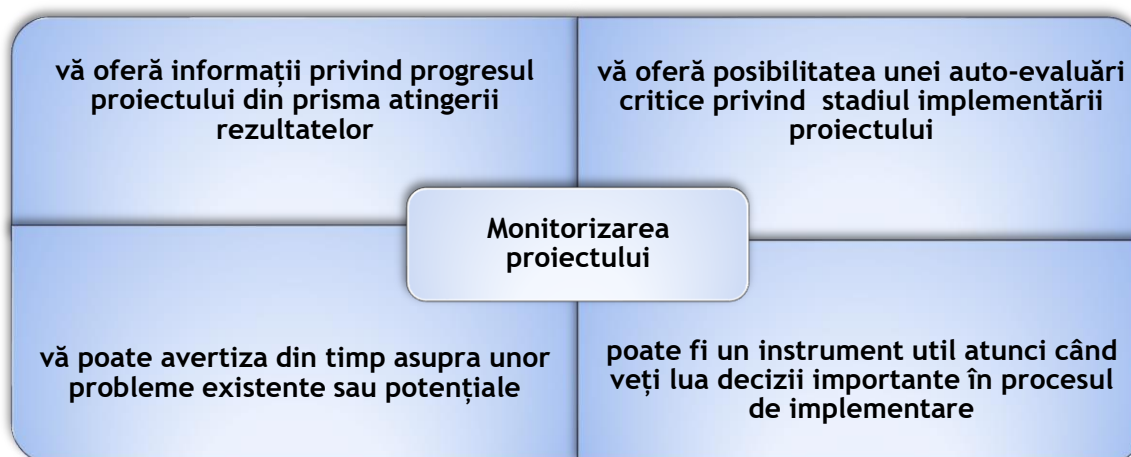 vă oferă informații privind progresul
proiectului din prisma atingerii
rezultatelor
vă oferă posibilitatea unei auto-evaluări
critice privind stadiul implementării
proiectului
Monitorizarea
proiectului
vă poate avertiza din timp asupra unor
probleme existente sau potențiale
poate fi un instrument util atunci când
veți lua decizii importante în procesul
de implementare